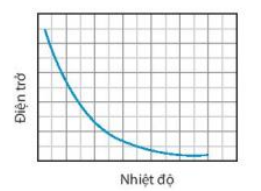 Điện trở
Nhiệt độ